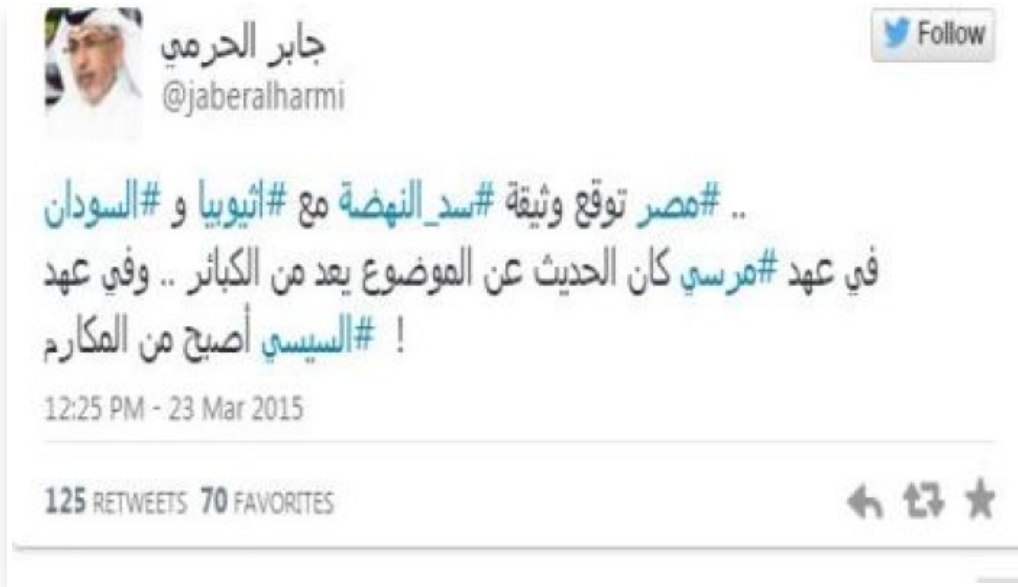 جابر الحرمي
@jaberalharmi
Follow
.. #مصر توقع وثيقة #سد_النهضة مع #اثيوبيا و #السودان
في عهد #مرسي كان الحديث عن الموضوع يعد من الكبائر .. وفي عهد
#السيسي أصبح من المكارم !
12:25 PM - 23 Mar 2015
125 RETWEETS 70 FAVORITES